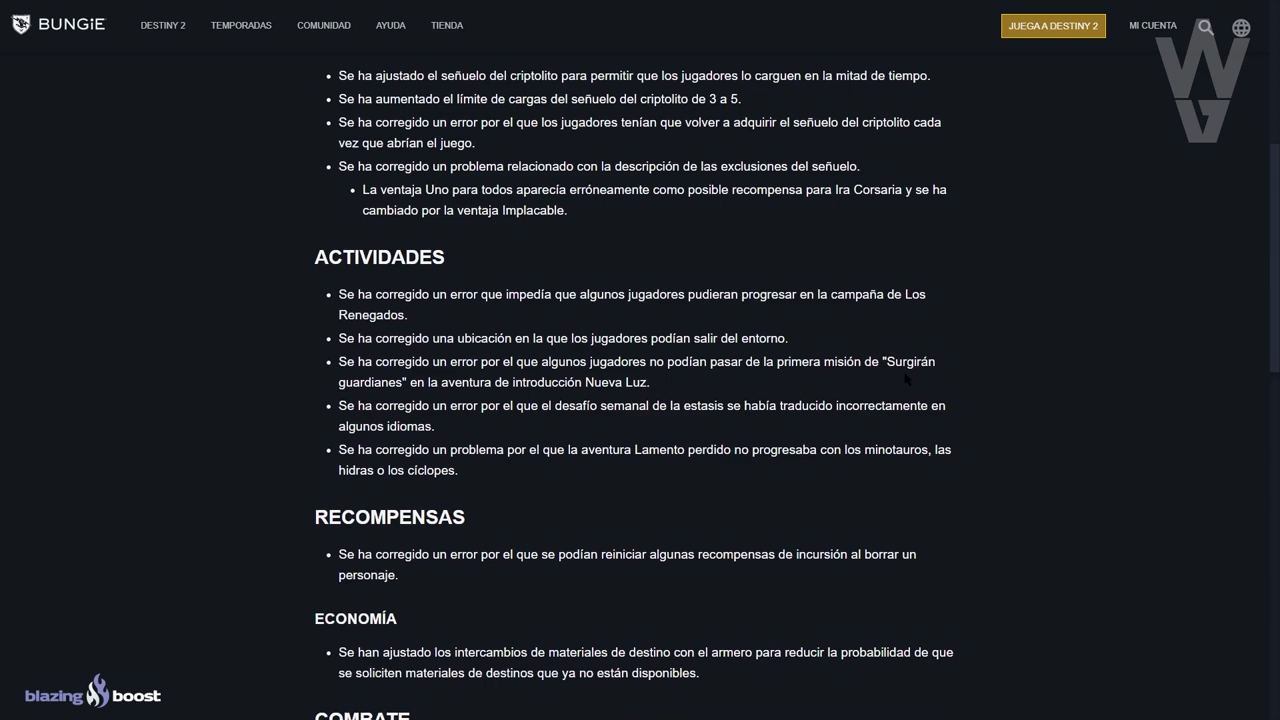 BUNGiE
DESTINY 2
TEMPORADAS
COMUNIDAD
AYUDA
TIENDA
JUEGA A DESTINY 2
MI CUENTA
WG
• Se ha ajustado el señuelo del criptolito para permitir que los jugadores lo carguen en la mitad de tiempo.
• Se ha aumentado el límite de cargas del señuelo del criptolito de 3 a 5.
• Se ha corregido un error por el que los jugadores tenían que volver a adquirir el señuelo del criptolito cada
vez que abrían el juego.
• Se ha corregido un problema relacionado con la descripción de las exclusiones del señuelo.
• La ventaja Uno para todos aparecía erróneamente como posible recompensa para Ira Corsaria y se ha
cambiado por la ventaja Implacable.
ACTIVIDADES
• Se ha corregido un error que impedía que algunos jugadores pudieran progresar en la campaña de Los
Renegados.
• Se ha corregido una ubicación en la que los jugadores podían salir del entorno.
• Se ha corregido un error por el que algunos jugadores no podían pasar de la primera misión de "Surgirán
guardianes" en la aventura de introducción Nueva Luz.
• Se ha corregido un error por el que el desafío semanal de la estasis se había traducido incorrectamente en
algunos idiomas.
• Se ha corregido un problema por el que la aventura Lamento perdido no progresaba con los minotauros, las
hidras o los cíclopes.
RECOMPENSAS
• Se ha corregido un error por el que se podían reiniciar algunas recompensas de incursión al borrar un
personaje.
ECONOMÍA
• Se han ajustado los intercambios de materiales de destino con el armero para reducir la probabilidad de que
se soliciten materiales de destinos que ya no están disponibles.
COMBATE
blazing boost